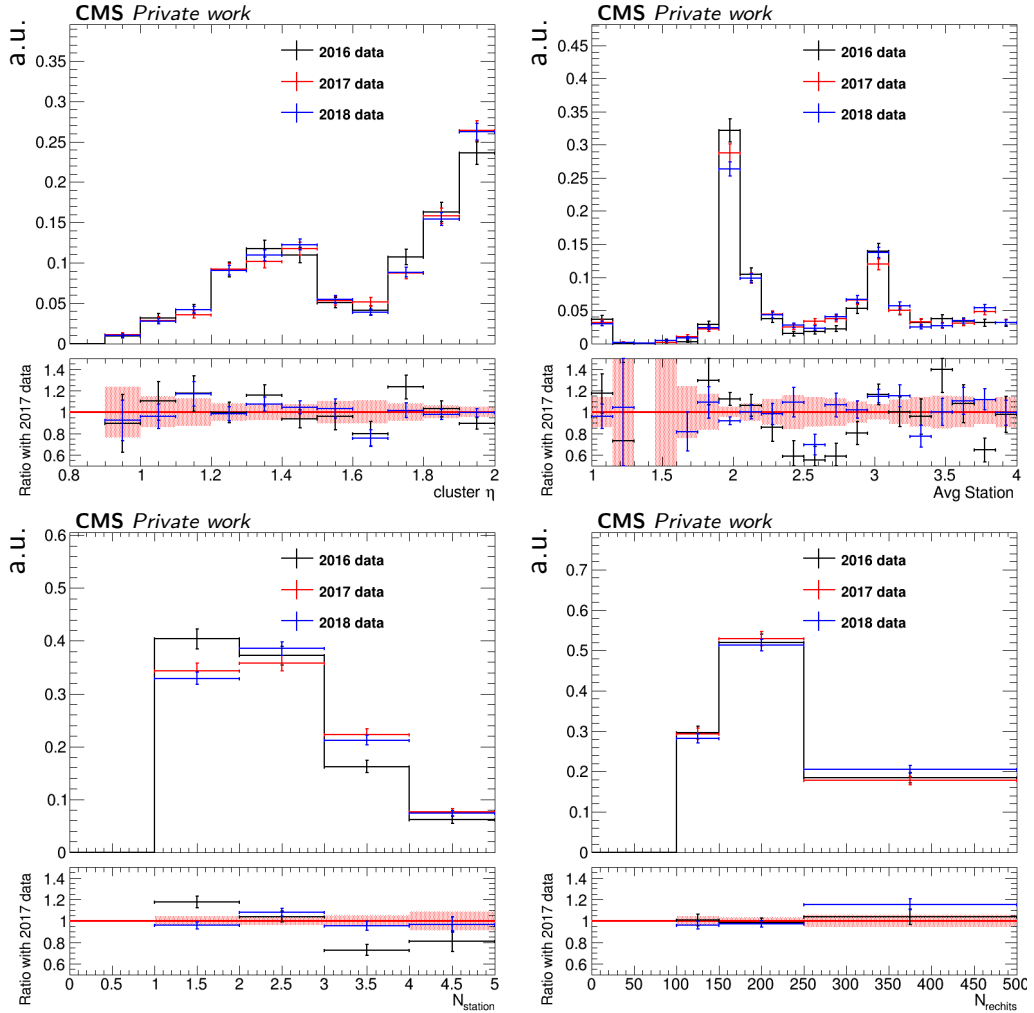 CMS Private work
a.u.
0.35
0.3
0.25
0.2
0.15
0.1
0.05
0
2016 data
2017 data
2018 data
Ratio with 2017 data
1.4
1.2
1
0.8
0.6
0.8 1 1.2 1.4 1.6 1.8 2
cluster η
CMS Private work
a.u.
0.45
0.4
0.35
0.3
0.25
0.2
0.15
0.1
0.05
0
2016 data
2017 data
2018 data
Ratio with 2017 data
1.4
1.2
1
0.8
0.6
1 1.5 2 2.5 3 3.5 4
Avg Station
CMS Private work
a.u.
0.6
0.5
0.4
0.3
0.2
0.1
0
2016 data
2017 data
2018 data
Ratio with 2017 data
1.4
1.2
1
0.8
0.6
0 0.5 1 1.5 2 2.5 3 3.5 4 4.5 5
N_station
CMS Private work
a.u.
0.7
0.6
0.5
0.4
0.3
0.2
0.1
0
2016 data
2017 data
2018 data
Ratio with 2017 data
1.4
1.2
1
0.8
0.6
0 50 100 150 200 250 300 350 400 450 500
N_rechits